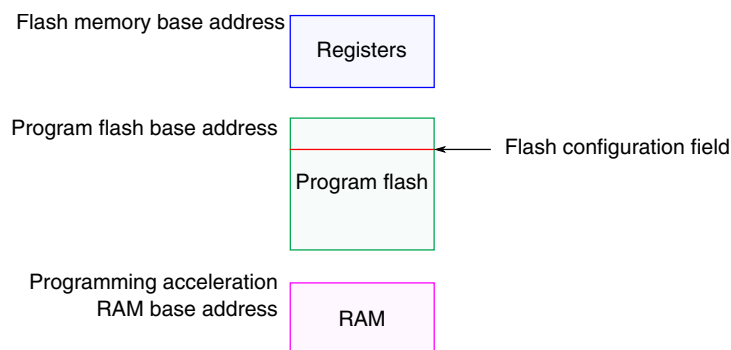 Flash memory base address
Registers
Program flash base address
Flash configuration field
Program flash
Programming acceleration
RAM base address
RAM